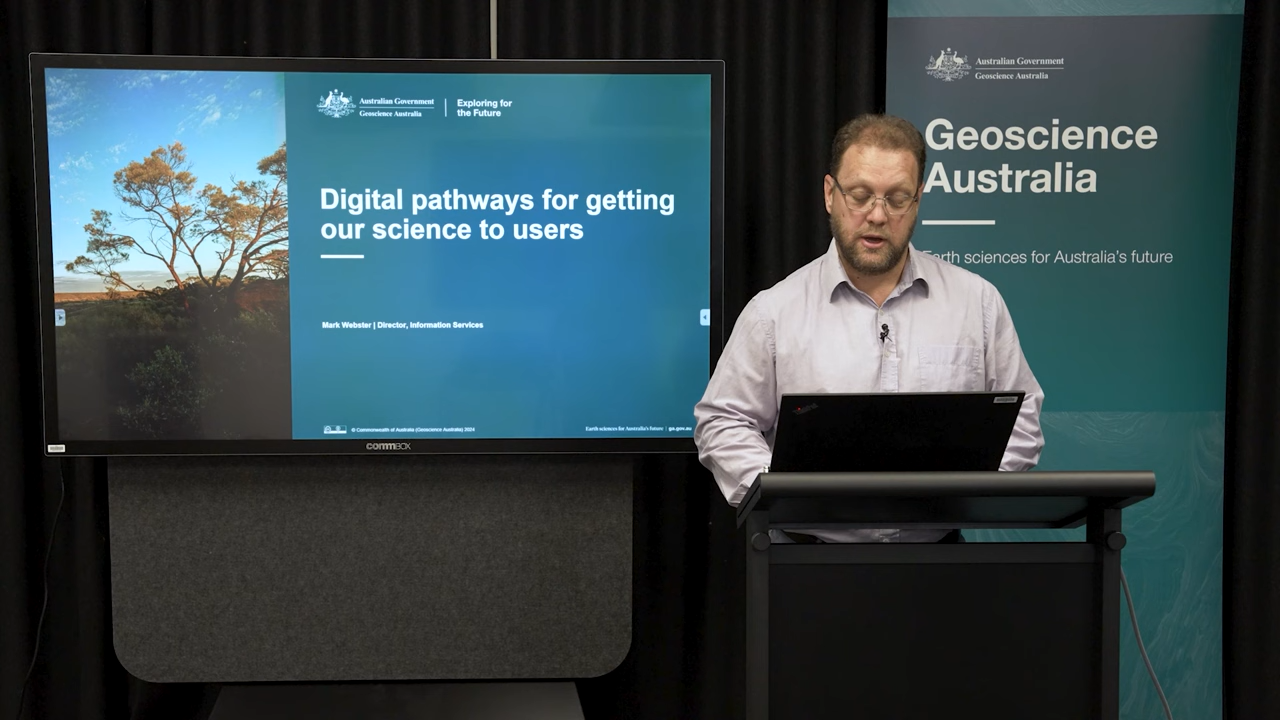 Australian Government
Geoscience Australia
Exploring for
the Future
Digital pathways for getting
our science to users
Mark Webster | Director, Information Services
© Commonwealth of Australia (Geoscience Australia) 2024
Earth sciences for Australia's future | ga.gov.au
commBOX
Australian Government
Geoscience Australia
Geoscience
Australia
Earth sciences for Australia's future